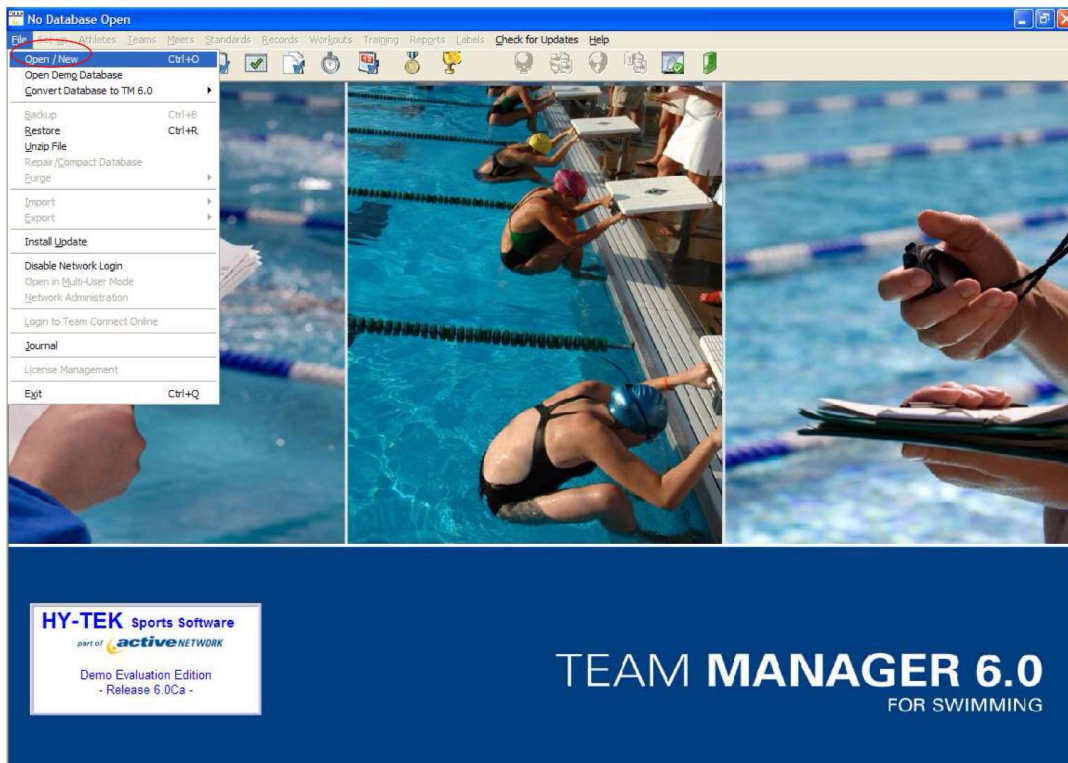 No Database Open
File Set-up Athletes Teams Meets Standards Records Workouts Training Reports Labels Check for Updates Help
Open / New Ctrl+O
Open Demo Database
Convert Database to TM 6.0
Backup Ctrl+B
Restore Ctrl+R
Unzip File
Repair/Compact Database
Purge
Import
Export
Install Update
Disable Network Login
Open in Multi-User Mode
Network Administration
Login to Team Connect Online
Journal
License Management
Exit Ctrl+Q
HY-TEK Sports Software
part of active NETWORK
Demo Evaluation Edition
- Release 6.0Ca -
TEAM MANAGER 6.0
FOR SWIMMING